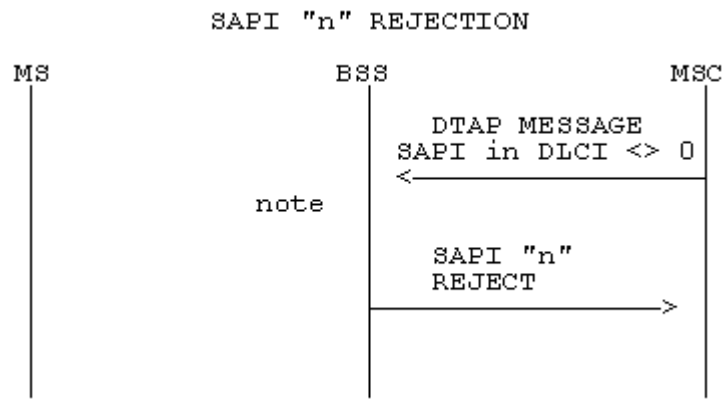 SAPI "n" REJECTION
MS BSS MSC
DTAP MESSAGE
SAPI in DLCI <> 0
note
SAPI "n"
REJECT